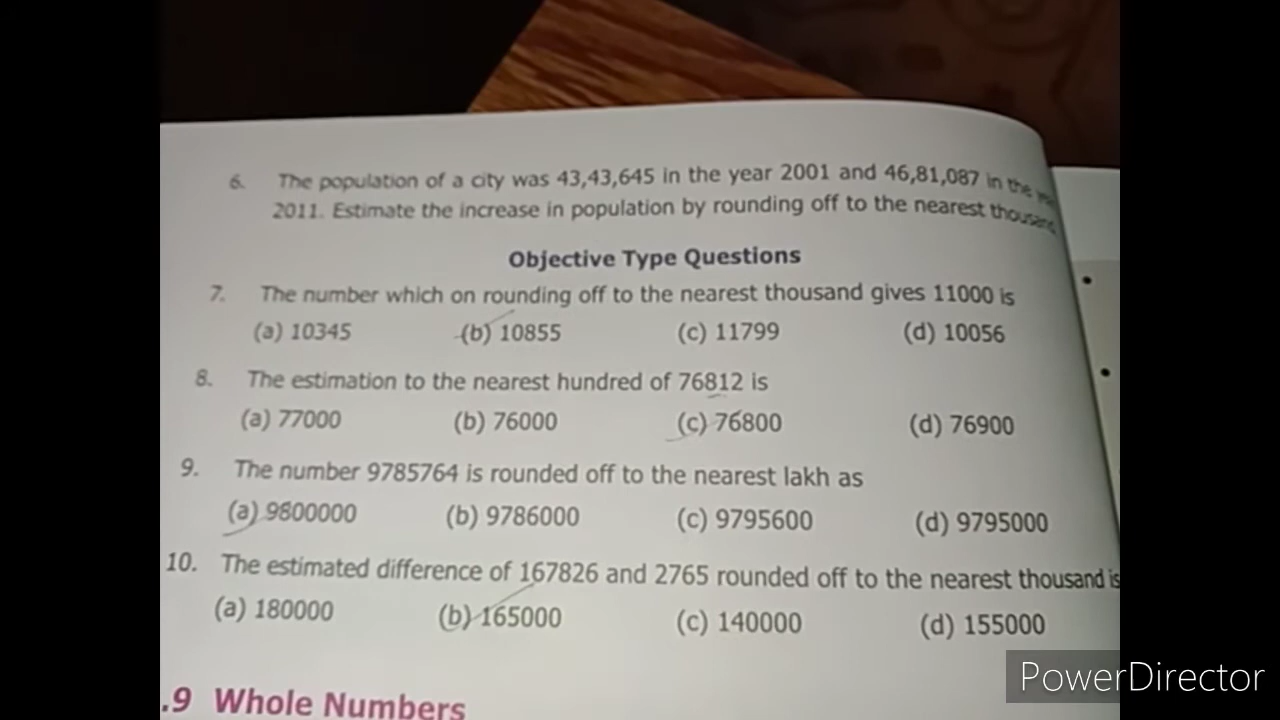 6. The population of a city was 43,43,645 in the year 2001 and 46,81,087 in the
2011. Estimate the increase in population by rounding off to the nearest thousand
Objective Type Questions
7. The number which on rounding off to the nearest thousand gives 11000 is
(a) 10345 (b) 10855 (c) 11799 (d) 10056
8. The estimation to the nearest hundred of 76812 is
(a) 77000 (b) 76000 (c) 76800 (d) 76900
9. The number 9785764 is rounded off to the nearest lakh as
(a) 9800000 (b) 9786000 (c) 9795600 (d) 9795000
10. The estimated difference of 167826 and 2765 rounded off to the nearest thousand is
(a) 180000 (b) 165000 (c) 140000 (d) 155000
.9 Whole Numbers
PowerDirector